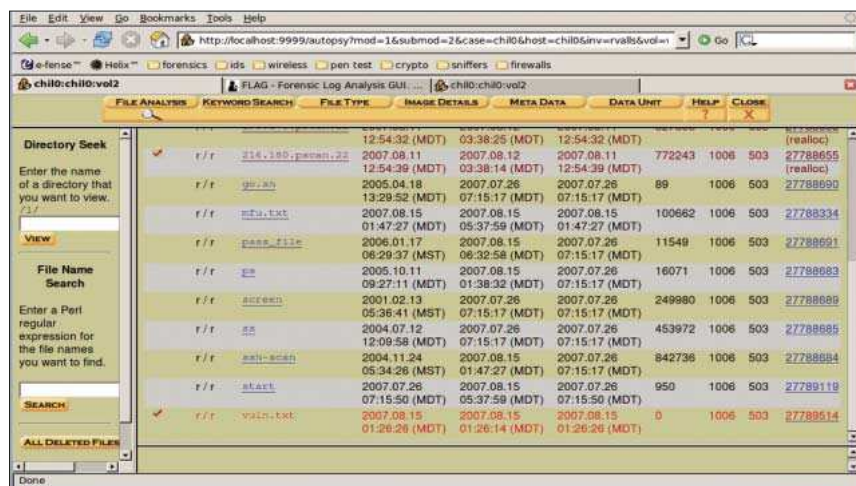 File Edit View Go Bookmarks Tools Help
http://localhost:9999/autopsy?mod=1&submod=2&case=chil0&host=chil0&inv=rvalls&vol= Go
e-fense™ Helix™ forensics ids wireless pen test crypto sniffers firewalls
chil0:chil0:vol2 FLAG - Forensic Log Analysis GUI. ... chil0:chil0:vol2
FILE ANALYSIS KEYWORD SEARCH FILE TYPE IMAGE DETAILS META DATA DATA UNIT HELP CLOSE
? X
Directory Seek
Enter the name
of a directory that
you want to view.
/1/
VIEW
File Name
Search
Enter a Perl
regular
expression for
the file names
you want to find.
SEARCH
ALL DELETED FILES
12:54:32 (MDT) 03:38:25 (MDT) 12:54:32 (MDT) (realloc)
r / r 216.180.pscan.22 2007.08.11 2007.08.12 2007.08.11 772243 1006 503 27788655
12:54:39 (MDT) 03:38:14 (MDT) 12:54:39 (MDT) (realloc)
r / r 2005.04.18 2007.07.26 2007.07.26 89 1006 503 27788690
13:29:52 (MDT) 07:15:17 (MDT) 07:15:17 (MDT)
r / r mfu.txt 2007.08.15 2007.08.15 2007.08.15 100662 1006 503 27788334
01:47:27 (MDT) 05:37:59 (MDT) 01:47:27 (MDT)
r / r pass_file 2006.01.17 2007.08.15 2007.07.26 11549 1006 503 27788691
06:29:37 (MST) 06:32:58 (MDT) 07:15:17 (MDT)
r / r 2005.10.11 2007.08.15 2007.07.26 16071 1006 503 27788683
09:27:11 (MDT) 01:38:32 (MDT) 07:15:17 (MDT)
r / r screen 2001.02.13 2007.07.26 2007.07.26 249980 1006 503 27788689
05:36:41 (MST) 07:15:17 (MDT) 07:15:17 (MDT)
r / r ss 2004.07.12 2007.07.26 2007.07.26 453972 1006 503 27788685
12:09:58 (MDT) 07:15:17 (MDT) 07:15:17 (MDT)
r / r ssh-scan 2004.11.24 2007.08.15 2007.07.26 842736 1006 503 27788684
05:34:26 (MST) 01:47:27 (MDT) 07:15:17 (MDT)
r / r start 2007.07.26 2007.08.15 2007.07.26 950 1006 503 27789119
07:15:50 (MDT) 05:37:59 (MDT) 07:15:50 (MDT)
r / r vuln.txt 2007.08.15 2007.08.15 2007.08.15 0 1006 503 27789514
01:26:26 (MDT) 01:26:14 (MDT) 01:26:26 (MDT)
Done